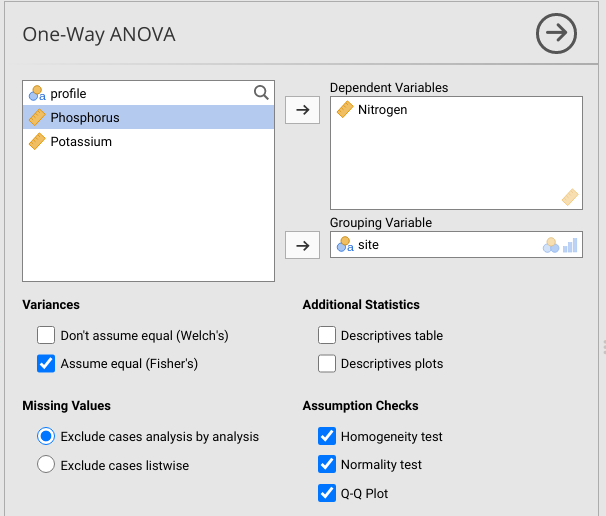 One-Way ANOVA
profile
Phosphorus
Potassium
Dependent Variables
Nitrogen
Grouping Variable
site
Variances
Don't assume equal (Welch's)
Assume equal (Fisher's)
Additional Statistics
Descriptives table
Descriptives plots
Missing Values
Exclude cases analysis by analysis
Exclude cases listwise
Assumption Checks
Homogeneity test
Normality test
Q-Q Plot